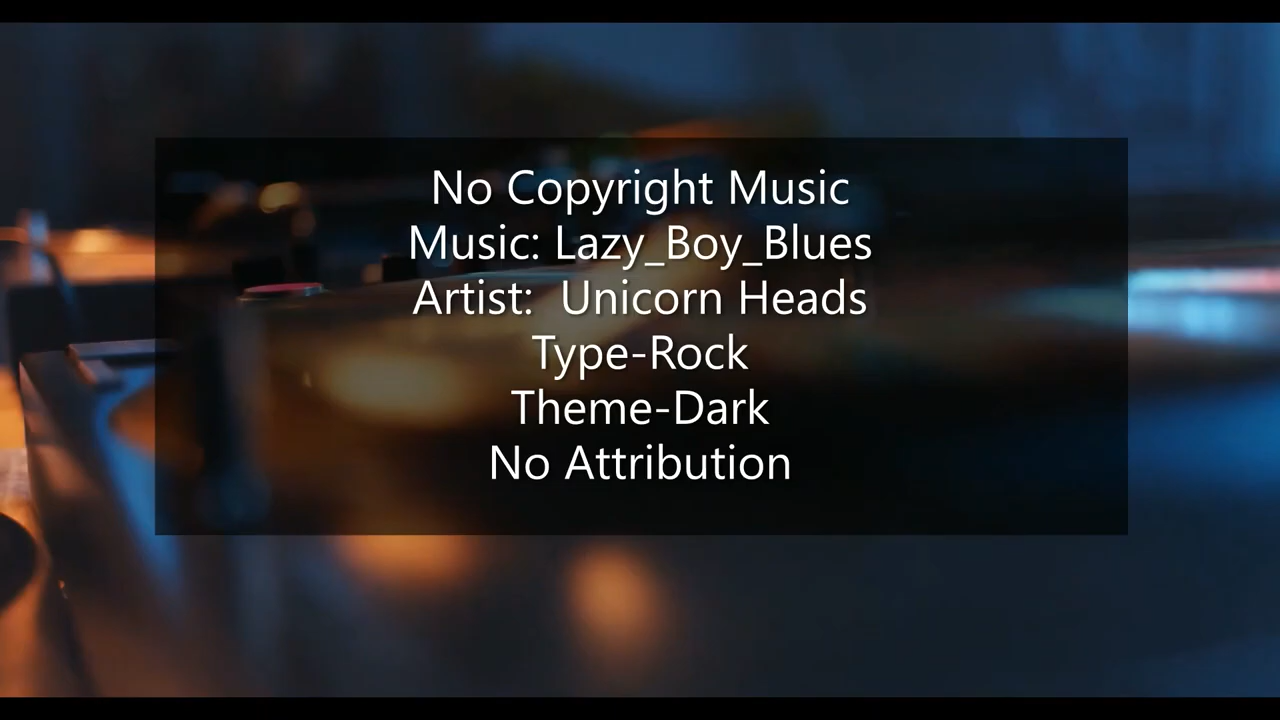 No Copyright Music
Music: Lazy_Boy_Blues
Artist:  Unicorn Heads
Type-Rock
Theme-Dark
No Attribution